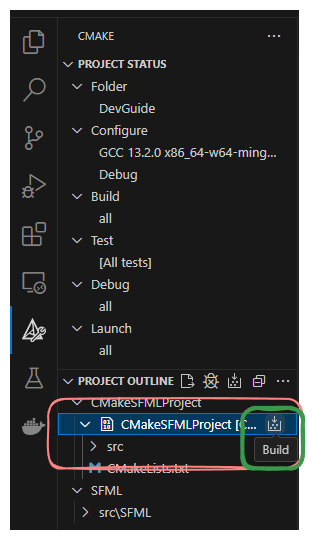 CMAKE
PROJECT STATUS
Folder
DevGuide
Configure
GCC 13.2.0 x86_64-w64-ming...
Debug
Build
all
Test
[All tests]
Debug
all
Launch
all
PROJECT OUTLINE
CMakeSFMLProject
CMakeSFMLProject [C...
src
Build
CMakeLists.txt
SFML
src\SFML